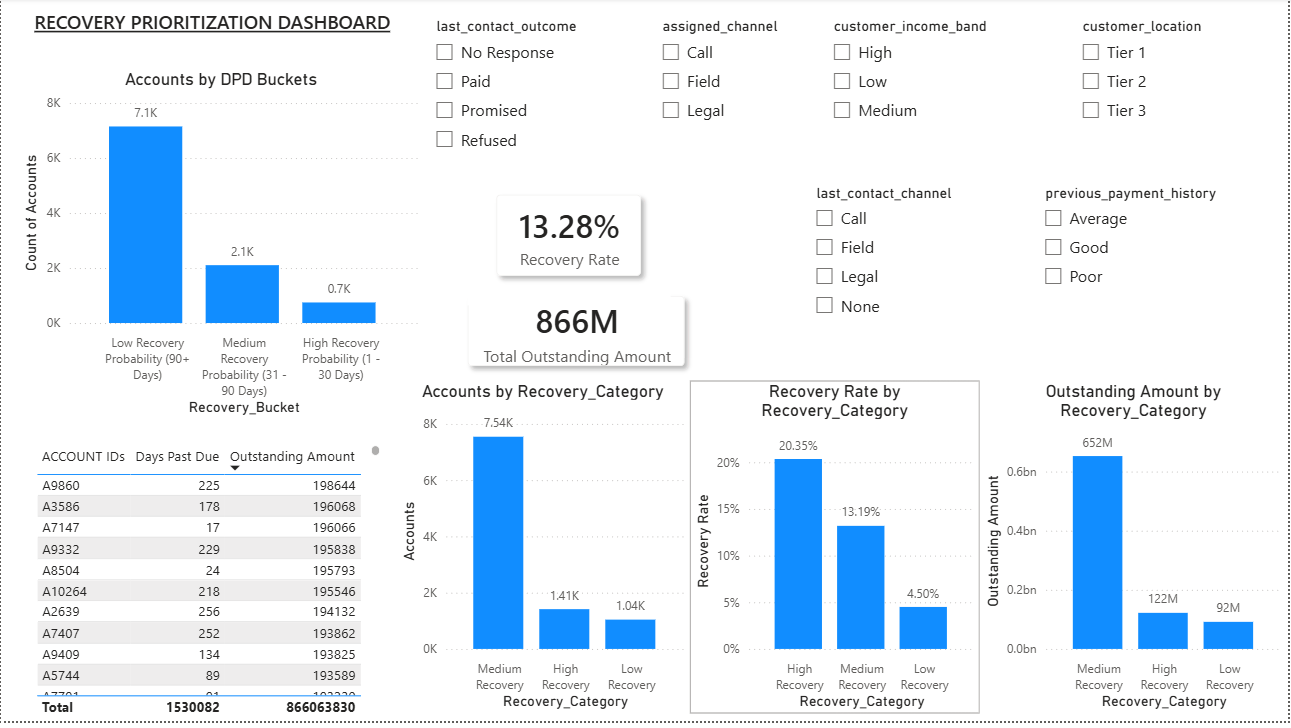 RECOVERY PRIORITIZATION DASHBOARD
last_contact_outcome
No Response
Paid
Promised
Refused
assigned_channel
Call
Field
Legal
customer_income_band
High
Low
Medium
customer_location
Tier 1
Tier 2
Tier 3
Accounts by DPD Buckets
Count of Accounts
8K
6K
4K
2K
0K
7.1K
2.1K
0.7K
Low Recovery
Probability (90+
Days)
Medium
Recovery
Probability (31 -
90 Days)
High Recovery
Probability (1 -
30 Days)
Recovery_Bucket
13.28%
Recovery Rate
866M
Total Outstanding Amount
last_contact_channel
Call
Field
Legal
None
previous_payment_history
Average
Good
Poor
ACCOUNT IDs Days Past Due Outstanding Amount
A9860 225 198644
A3586 178 196068
A7147 17 196066
A9332 229 195838
A8504 24 195793
A10264 218 195546
A2639 256 194132
A7407 252 193862
A9409 134 193825
A5744 89 193589
Total 1530082 866063830
Accounts by Recovery_Category
Accounts
8K
6K
4K
2K
0K
7.54K
1.41K
1.04K
Medium
Recovery
High
Recovery
Low
Recovery
Recovery_Category
Recovery Rate by
Recovery_Category
Recovery Rate
20%
15%
10%
5%
0%
20.35%
13.19%
4.50%
High
Recovery
Medium
Recovery
Low
Recovery
Recovery_Category
Outstanding Amount by
Recovery_Category
Outstanding Amount
0.6bn
0.4bn
0.2bn
0.0bn
652M
122M
92M
Medium
Recovery
High
Recovery
Low
Recovery
Recovery_Category